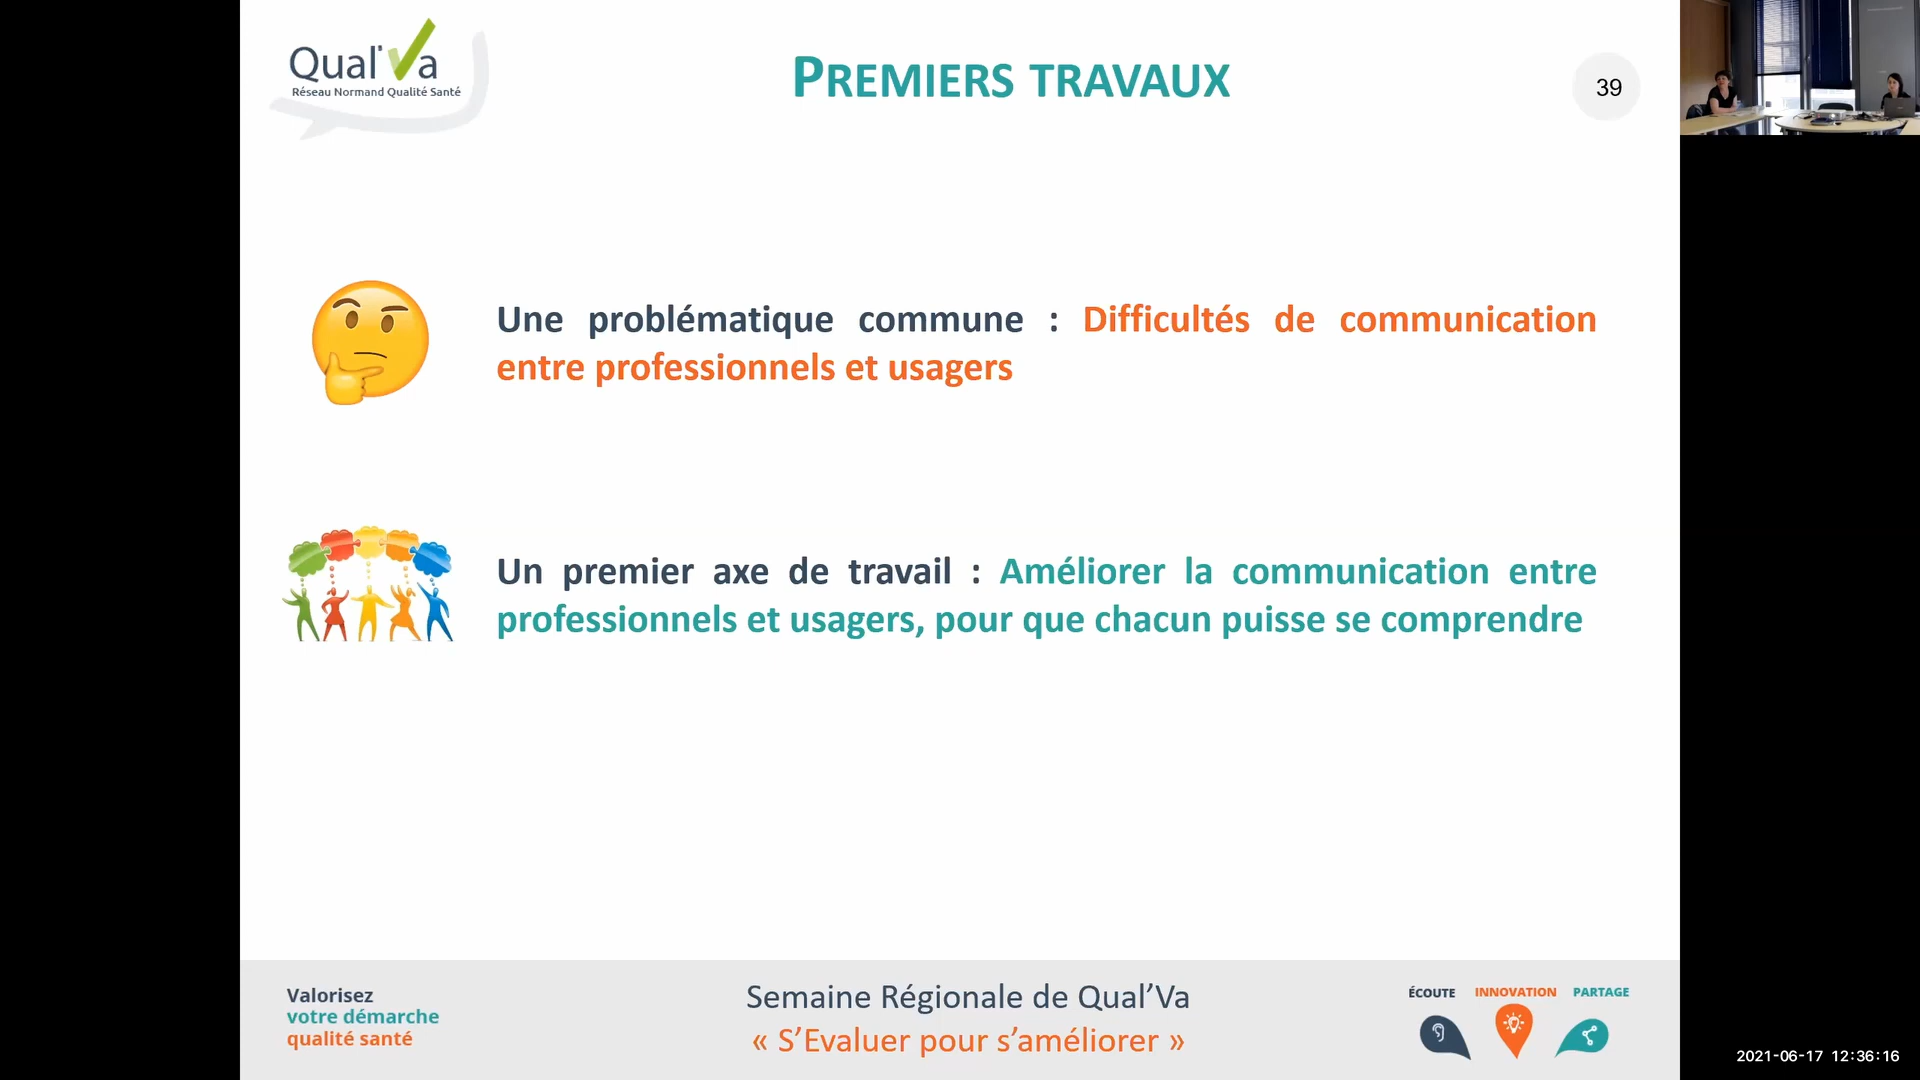 Qual'Va
Réseau Normand Qualité Santé
PREMIERS TRAVAUX
39
Une problématique commune : Difficultés de communication
entre professionnels et usagers
Un premier axe de travail : Améliorer la communication entre
professionnels et usagers, pour que chacun puisse se comprendre
Valorisez
votre démarche
qualité santé
Semaine Régionale de Qual’Va
« S’Evaluer pour s’améliorer »
ÉCOUTE INNOVATION PARTAGE
2021-06-17 12:36:16